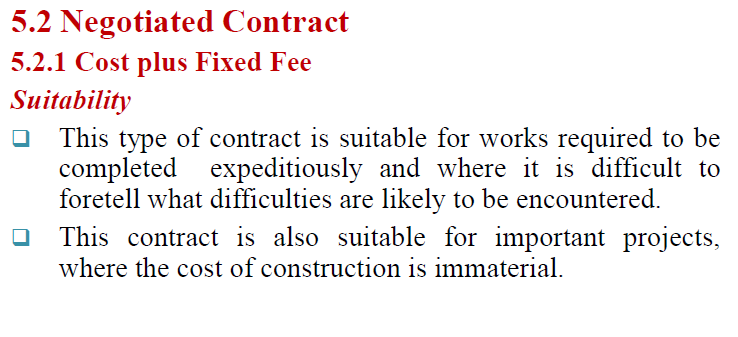 5.2 Negotiated Contract
5.2.1 Cost plus Fixed Fee
Suitability
This type of contract is suitable for works required to be
completed expeditiously and where it is difficult to
foretell what difficulties are likely to be encountered.
This contract is also suitable for important projects,
where the cost of construction is immaterial.